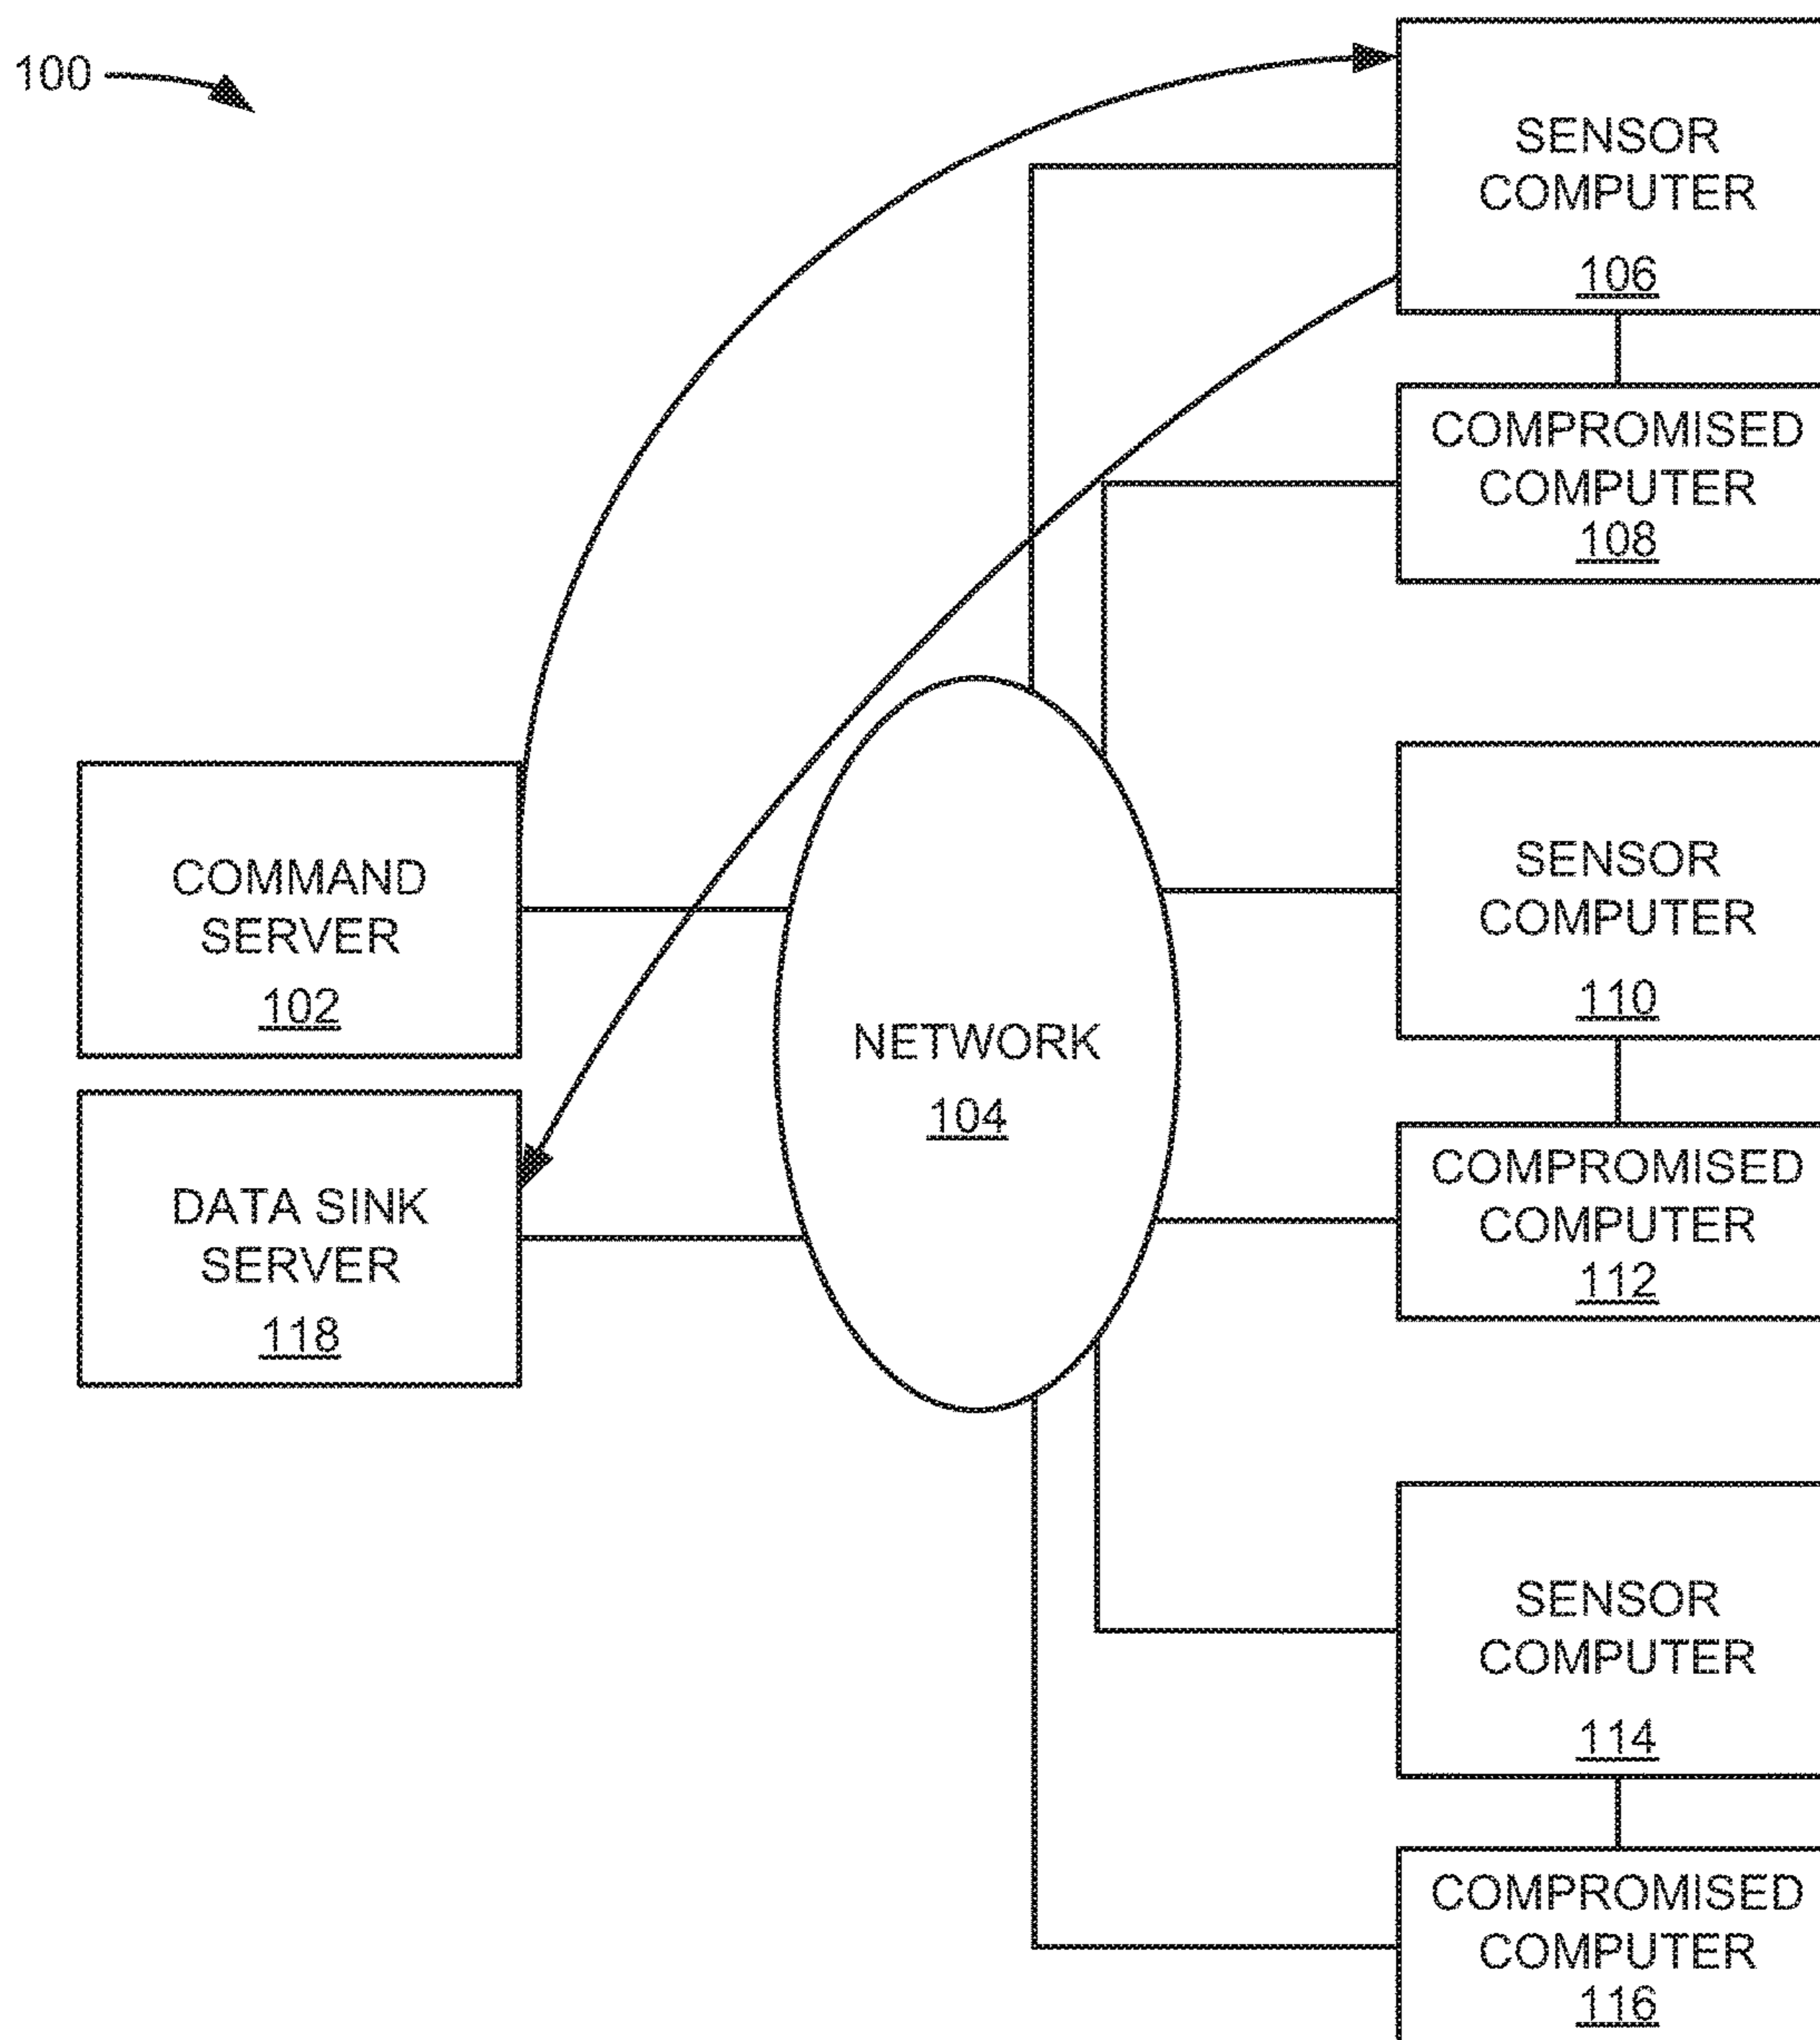 100
SENSOR
COMPUTER
106
COMPROMISED
COMPUTER
108
COMMAND
SERVER
102
NETWORK
104
SENSOR
COMPUTER
110
DATA SINK
SERVER
118
COMPROMISED
COMPUTER
112
SENSOR
COMPUTER
114
COMPROMISED
COMPUTER
116